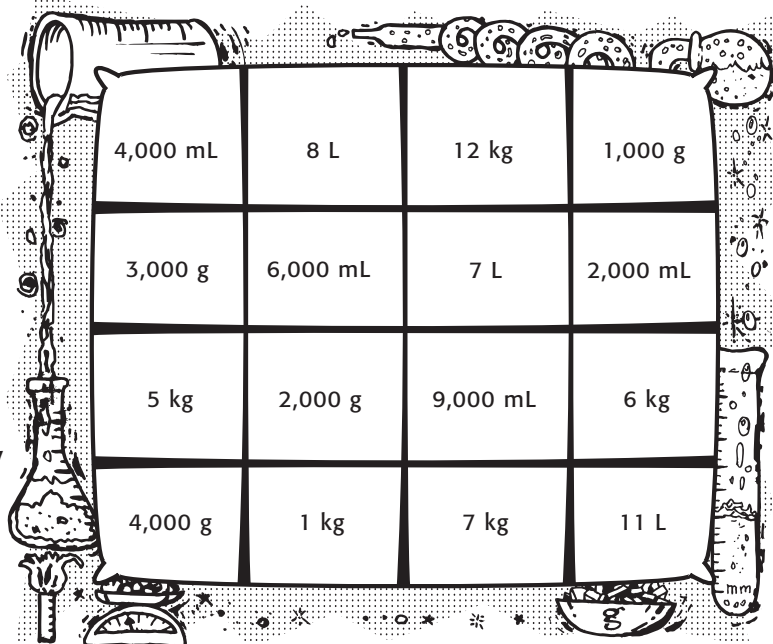 4,000 mL 8 L 12 kg 1,000 g
3,000 g 6,000 mL 7 L 2,000 mL
5 kg 2,000 g 9,000 mL 6 kg
4,000 g 1 kg 7 kg 11 L
mm
g